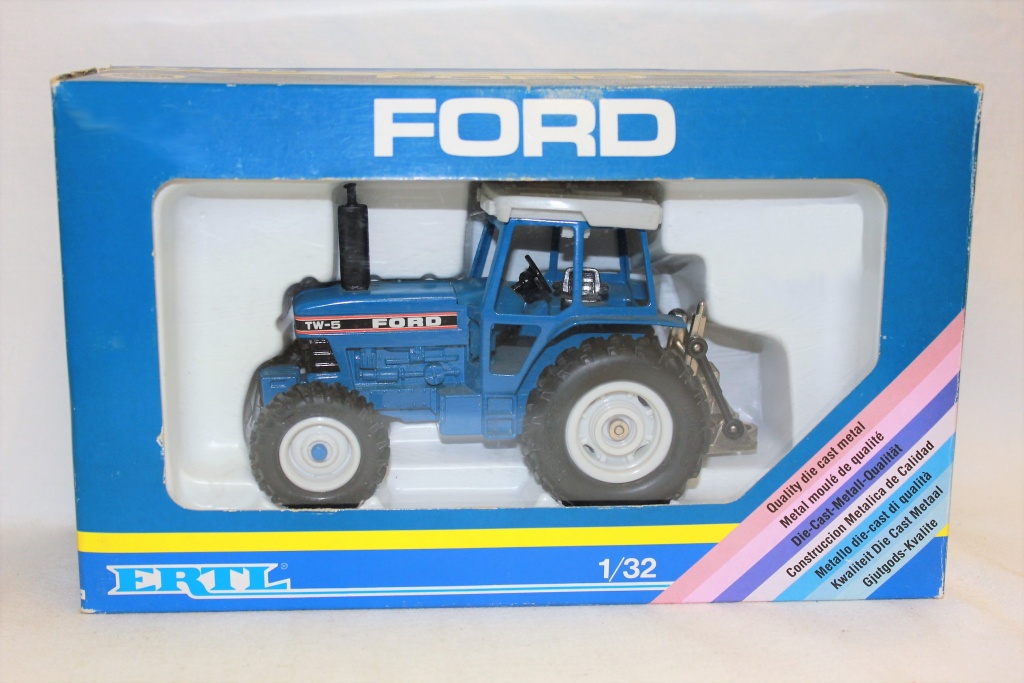 FORD
TW-5 FORD
Quality die cast metal
Metal moulé de qualité
Die-Cast-Metall-Qualität
Construccion Metalica de Calidad
Metallo die-cast di qualità
Kwaliteit Die Cast Metaal
Gjutgods-Kvalite
ERTL®
1/32